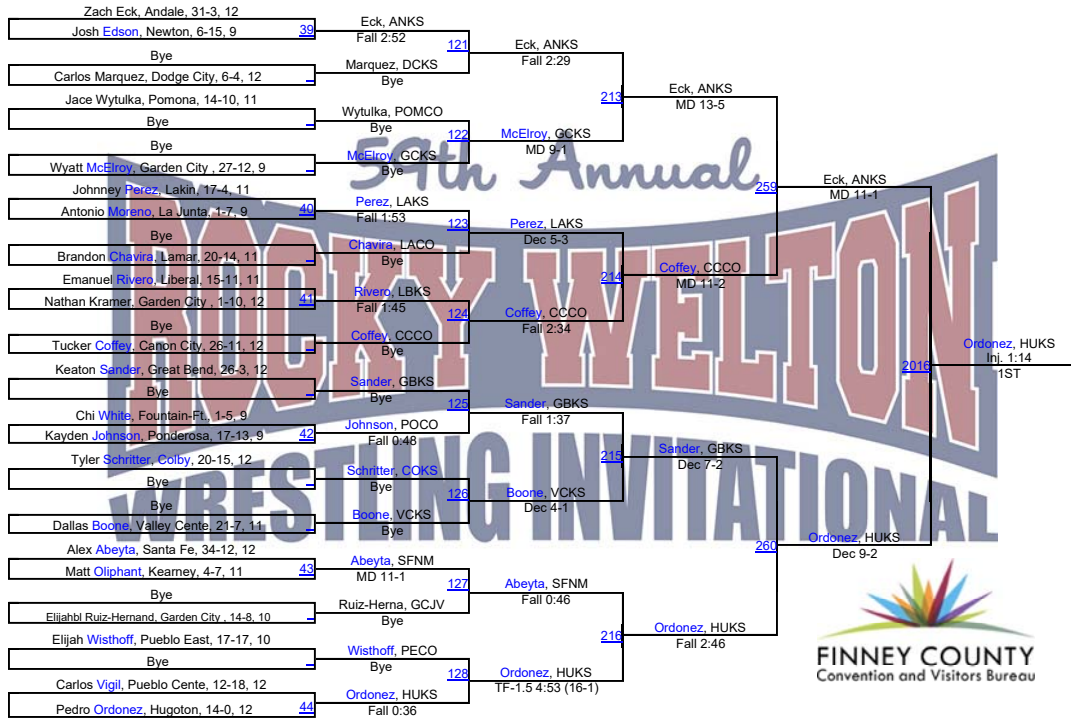 Zach Eck, Andale, 31-3, 12
Josh Edson, Newton, 6-15, 9
39
Bye
Carlos Marquez, Dodge City, 6-4, 12
Jace Wytulka, Pomona, 14-10, 11
Bye
Bye
Wyatt McElroy, Garden City , 27-12, 9
Johnney Perez, Lakin, 17-4, 11
Antonio Moreno, La Junta, 1-7, 9
40
Bye
Brandon Chavira, Lamar, 20-14, 11
Emanuel Rivero, Liberal, 15-11, 11
Nathan Kramer, Garden City , 1-10, 12
41
Bye
Tucker Coffey, Canon City, 26-11, 12
Keaton Sander, Great Bend, 26-3, 12
Bye
Chi White, Fountain-Ft., 1-5, 9
Kayden Johnson, Ponderosa, 17-13, 9
42
Tyler Schritter, Colby, 20-15, 12
Bye
Bye
Dallas Boone, Valley Cente, 21-7, 11
Alex Abeyta, Santa Fe, 34-12, 12
Matt Oliphant, Kearney, 4-7, 11
43
Bye
Elijahbl Ruiz-Hernand, Garden City , 14-8, 10
Elijah Wisthoff, Pueblo East, 17-17, 10
Bye
Carlos Vigil, Pueblo Cente, 12-18, 12
Pedro Ordonez, Hugoton, 14-0, 12
44
Eck, ANKS
Fall 2:52
121
Marquez, DCKS
Bye
Wytulka, POMCO
Bye
122
McElroy, GCKS
Bye
Perez, LAKS
Fall 1:53
123
Chavira, LACO
Bye
Rivero, LBKS
Fall 1:45
124
Coffey, CCCO
Bye
Sander, GBKS
Bye
125
Johnson, POCO
Fall 0:48
Schritter, COKS
Bye
126
Boone, VCKS
Bye
Abeyta, SFNM
MD 11-1
127
Ruiz-Herna, GCJV
Bye
Wisthoff, PECO
Bye
128
Ordonez, HUKS
Fall 0:36
Eck, ANKS
Fall 2:29
213
McElroy, GCKS
MD 9-1
Perez, LAKS
Dec 5-3
214
Coffey, CCCO
Fall 2:34
Sander, GBKS
Fall 1:37
215
Boone, VCKS
Dec 4-1
Abeyta, SFNM
Fall 0:46
216
Ordonez, HUKS
TF-1.5 4:53 (16-1)
Eck, ANKS
MD 13-5
259
Coffey, CCCO
MD 11-2
Sander, GBKS
Dec 7-2
260
Ordonez, HUKS
Fall 2:46
Eck, ANKS
MD 11-1
2016
Ordonez, HUKS
Dec 9-2
Ordonez, HUKS
Inj. 1:14
1ST
59th Annual
ROCKY WELTON
WRESTLING INVITATIONAL
FINNEY COUNTY
Convention and Visitors Bureau